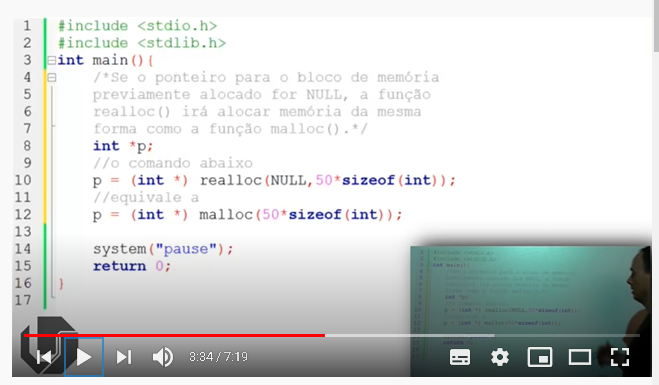 1 #include <stdio.h>
2 #include <stdlib.h>
3 int main(){
4 /*Se o ponteiro para o bloco de memória
5 previamente alocado for NULL, a função
6 realloc() irá alocar memória da mesma
7 forma como a função malloc().*/
8 int *p;
9 //o comando abaixo
10 p = (int *) realloc(NULL,50*sizeof(int));
11 //equivale a
12 p = (int *) malloc(50*sizeof(int));
13
14 system("pause");
15 return 0;
16 }
17
3:34 / 7:19